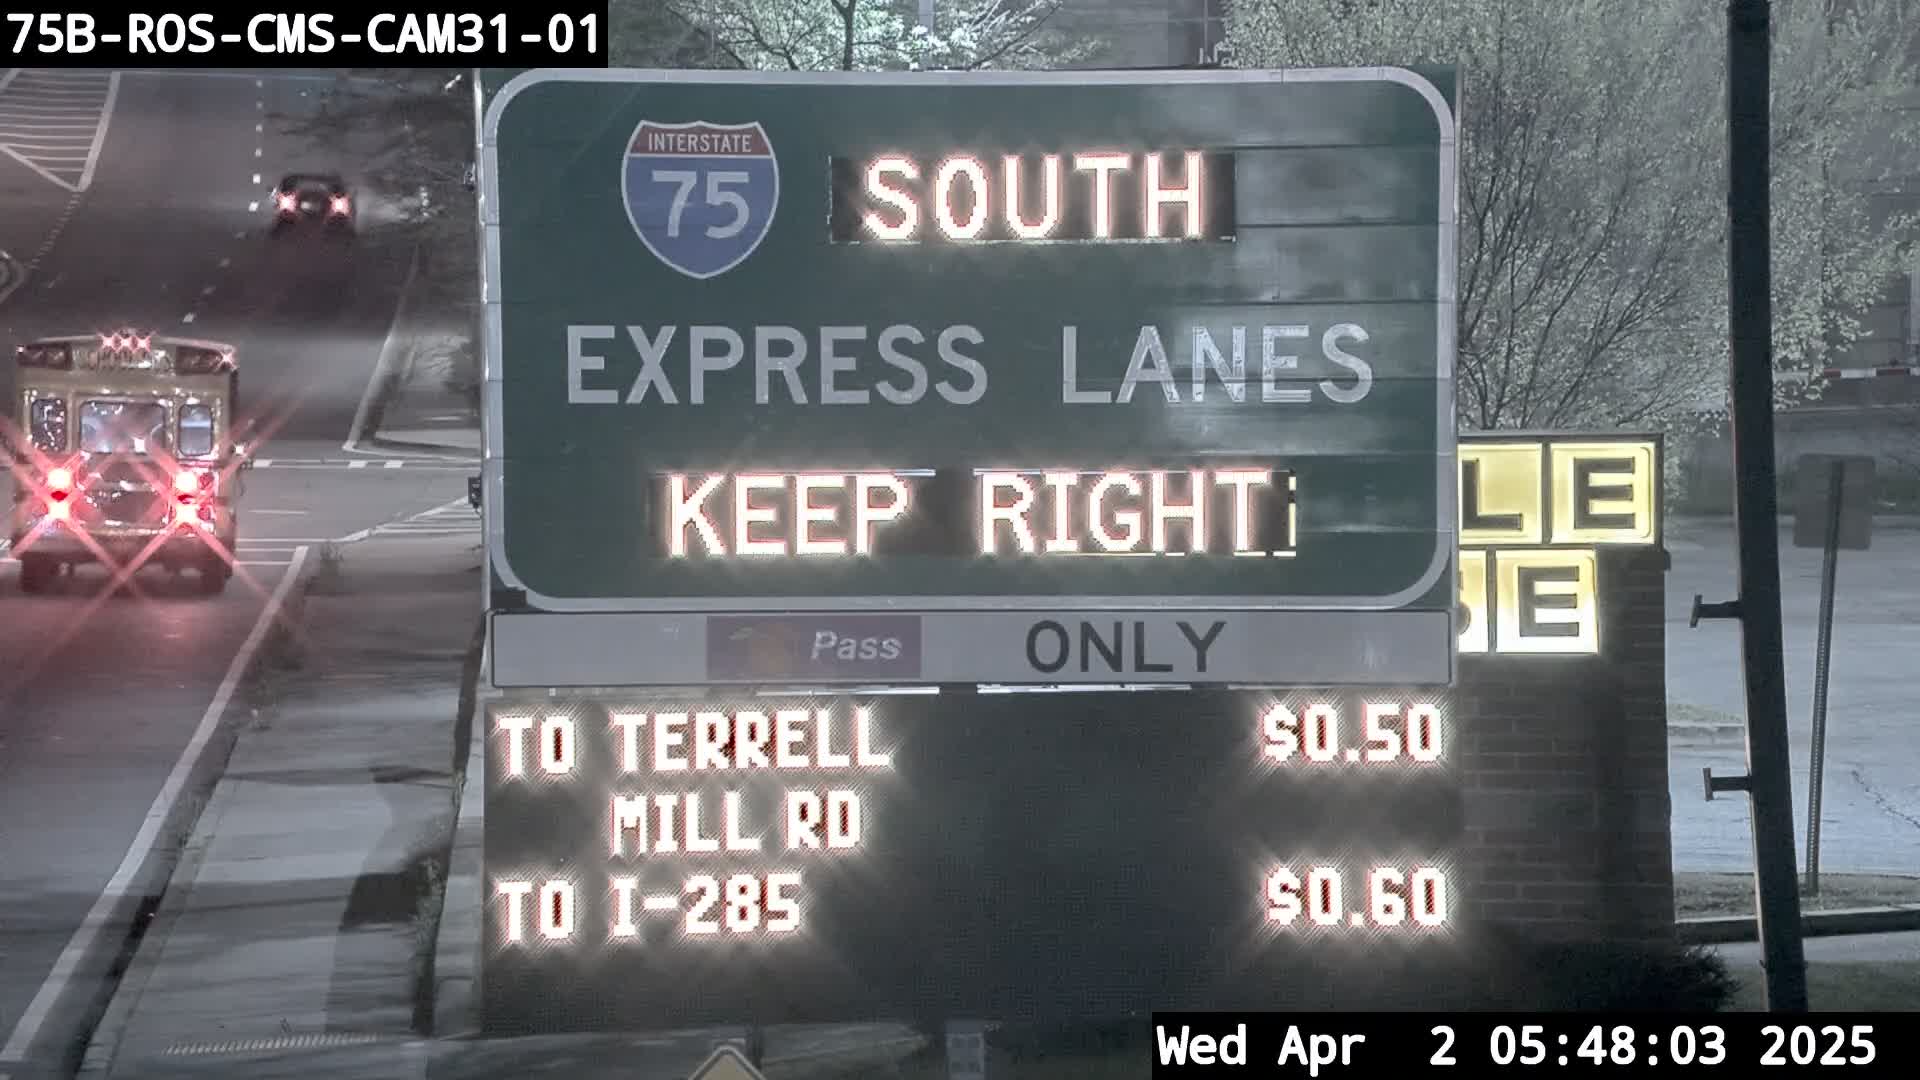 75B-ROS-CMS-CAM31-01
INTERSTATE
75
SOUTH
EXPRESS LANES
KEEP RIGHT
Pass ONLY
LE
E
TO TERRELL $0.50
MILL RD
TO I-285 $0.60
Wed Apr 2 05:48:03 2025